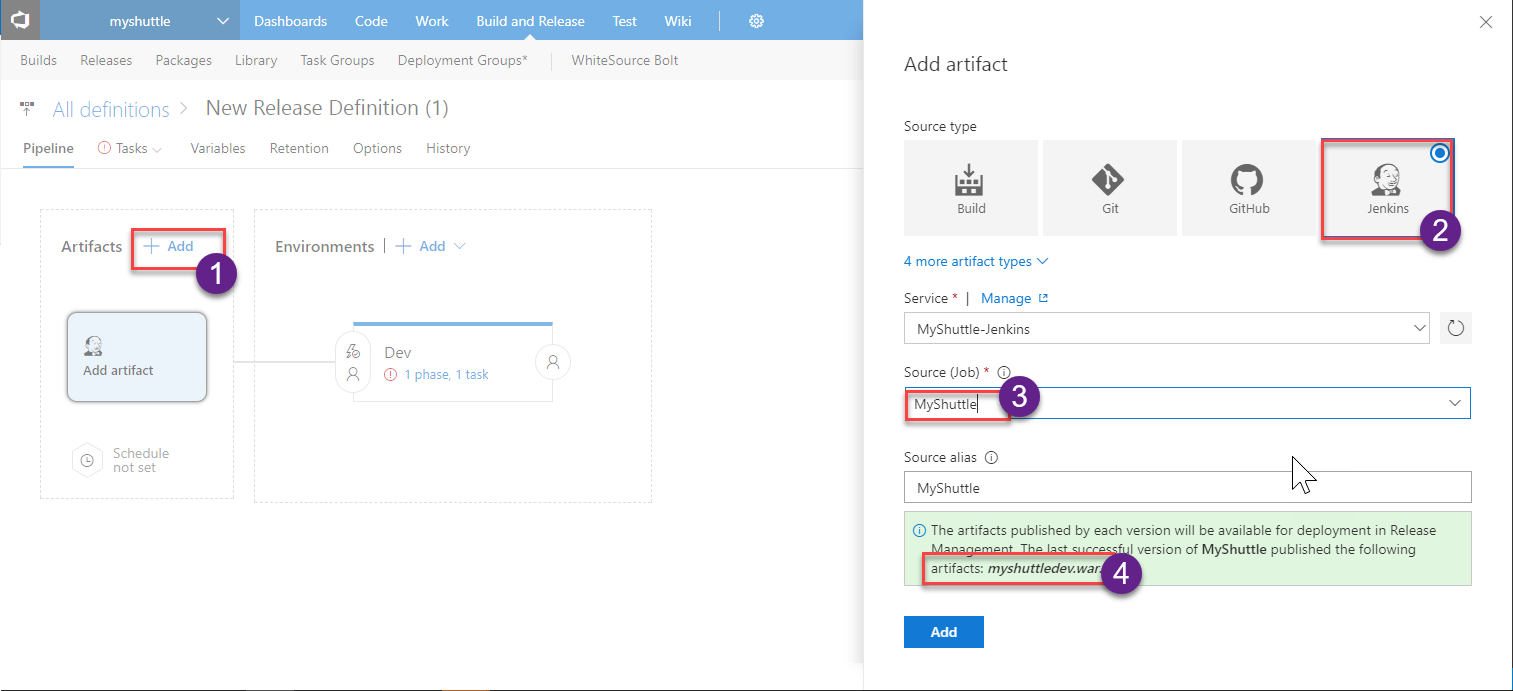 myshuttle
Dashboards
Code
Work
Build and Release
Test
Wiki
Builds
Releases
Packages
Library
Task Groups
Deployment Groups*
WhiteSource Bolt
All definitions > New Release Definition (1)
Pipeline
Tasks
Variables
Retention
Options
History
Artifacts
+ Add
1
Environments | + Add
Add artifact
Dev
1 phase, 1 task
Schedule
not set
Add artifact
Source type
Build
Git
GitHub
Jenkins
2
4 more artifact types
Service * | Manage
MyShuttle-Jenkins
Source (Job) *
MyShuttle
3
Source alias
MyShuttle
The artifacts published by each version will be available for deployment in Release
Management. The last successful version of MyShuttle published the following
artifacts: myshuttledev.war.
4
Add